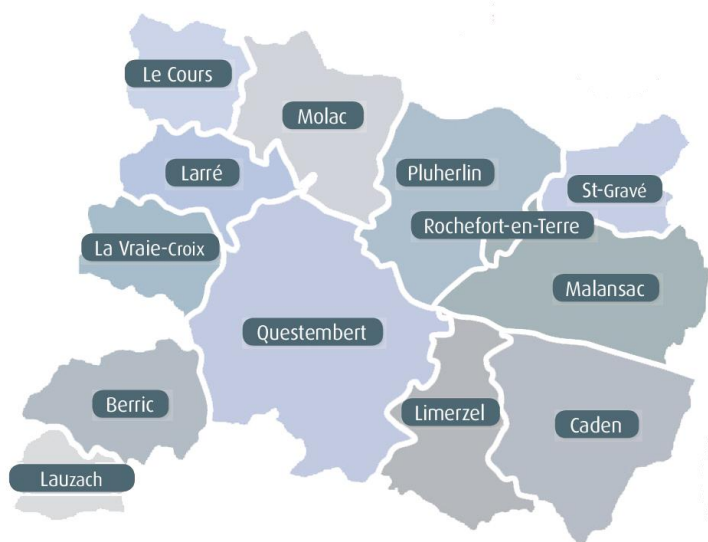 Le Cours
Molac
Larré
Pluherlin
St-Gravé
Rochefort-en-Terre
La Vraie-Croix
Malansac
Questembert
Berric
Limerzel
Caden
Lauzach